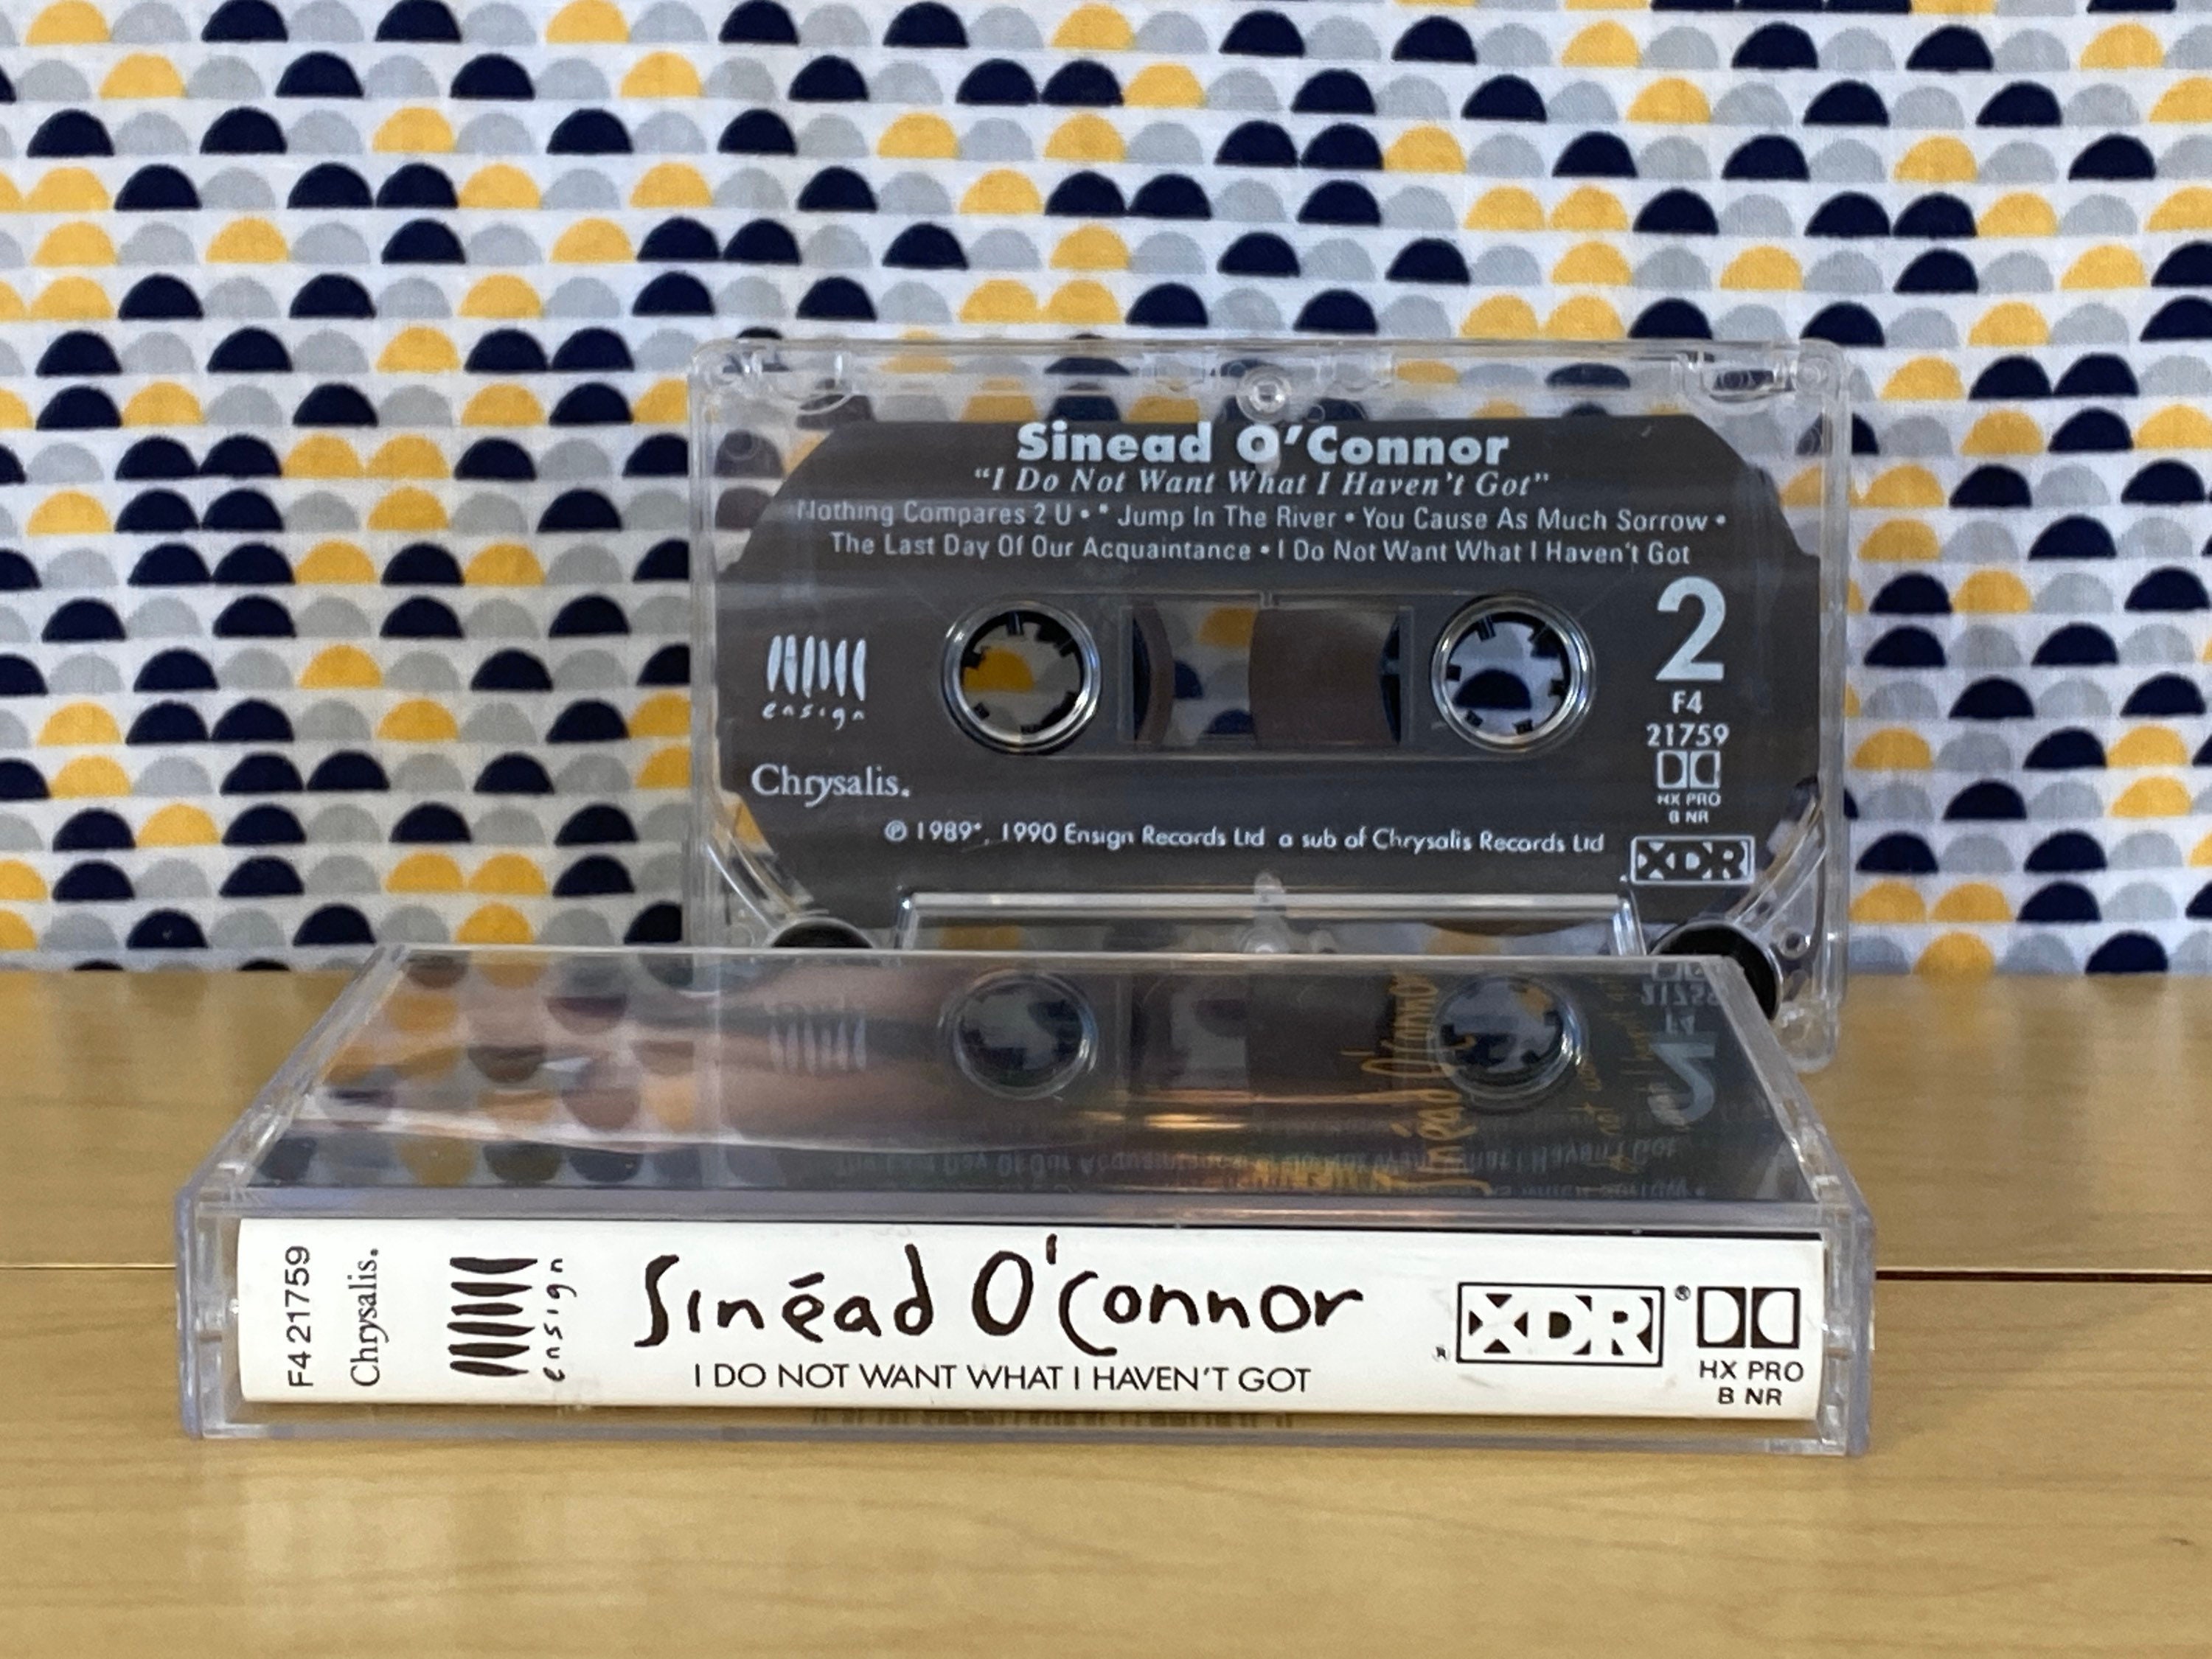 Sinead O'Connor
"I Do Not Want What I Haven't Got"
Nothing Compares 2 U • * Jump In The River • You Cause As Much Sorrow •
The Last Day Of Our Acquaintance • I Do Not Want What I Haven't Got
2
F4
21759
HX PRO
B NR
XDR
ensign
Chrysalis.
℗ 1989*, 1990 Ensign Records Ltd a sub of Chrysalis Records Ltd
Sinéad O'Connor
F4 21759
Chrysalis.
ensign
Sinéad O'Connor
I DO NOT WANT WHAT I HAVEN'T GOT
XDR®
HX PRO
B NR